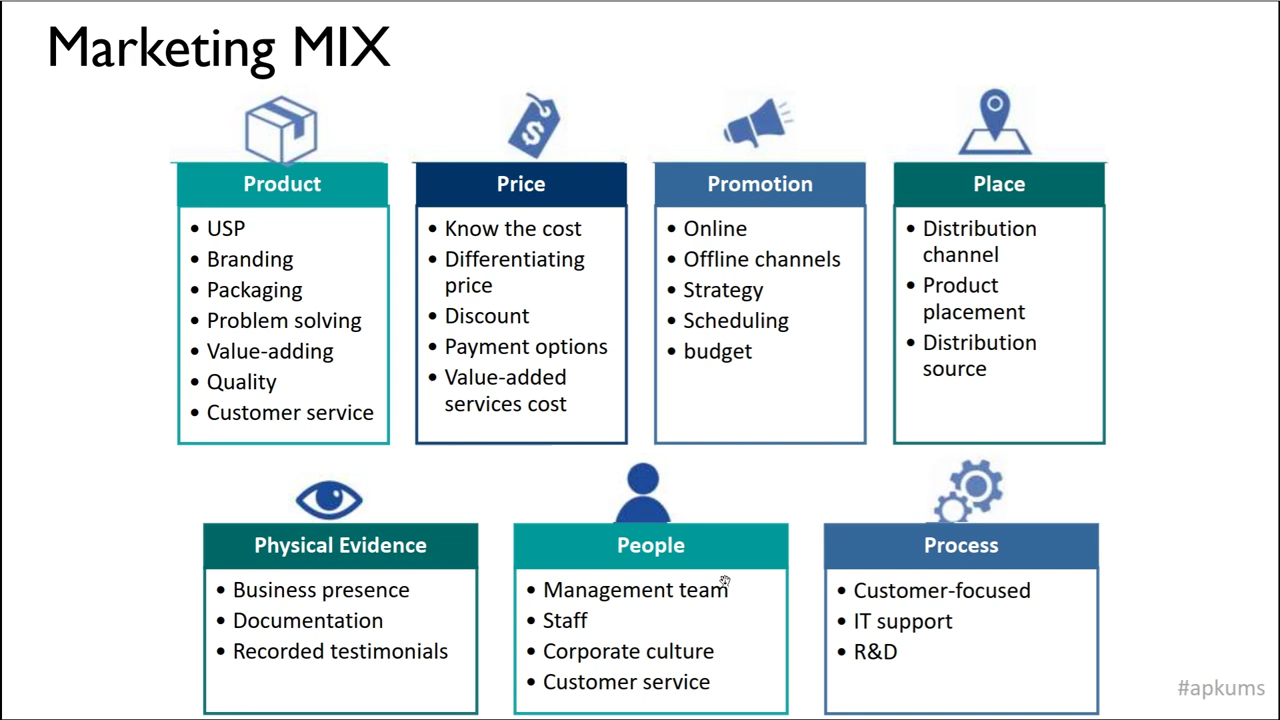 Marketing MIX
Product
• USP
• Branding
• Packaging
• Problem solving
• Value-adding
• Quality
• Customer service
Price
• Know the cost
• Differentiating
price
• Discount
• Payment options
• Value-added
services cost
Promotion
• Online
• Offline channels
• Strategy
• Scheduling
• budget
Place
• Distribution
channel
• Product
placement
• Distribution
source
Physical Evidence
• Business presence
• Documentation
• Recorded testimonials
People
• Management team
• Staff
• Corporate culture
• Customer service
Process
• Customer-focused
• IT support
• R&D
#apkums